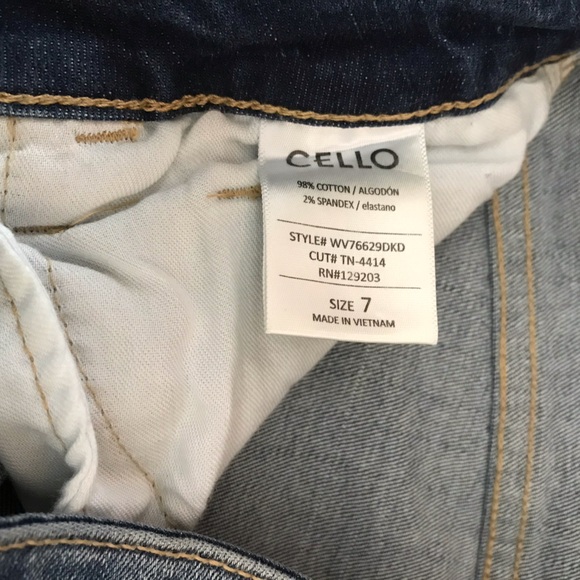 CELLO
98% COTTON / ALGODÓN
2% SPANDEX / elastano
STYLE# WV76629DKD
CUT# TN-4414
RN#129203
SIZE 7
MADE IN VIETNAM